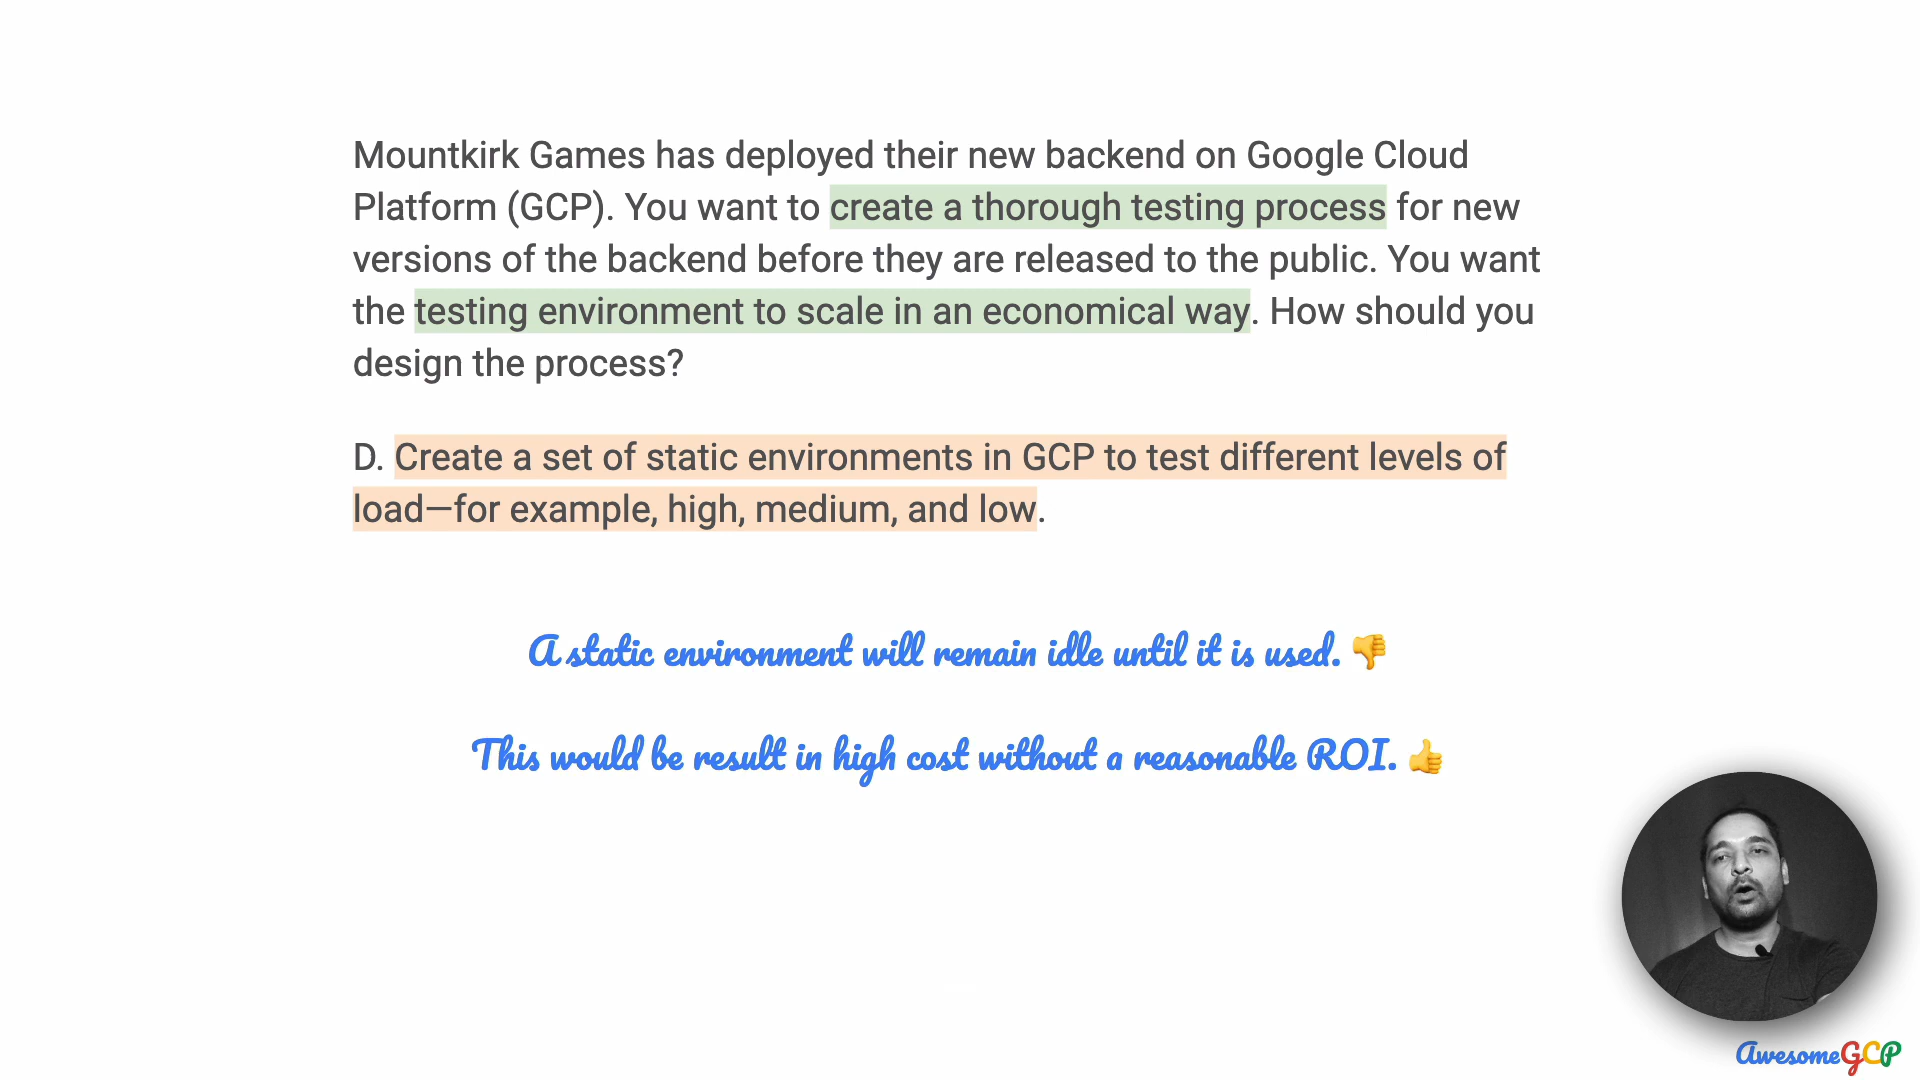 Mountkirk Games has deployed their new backend on Google Cloud
Platform (GCP). You want to create a thorough testing process for new
versions of the backend before they are released to the public. You want
the testing environment to scale in an economical way. How should you
design the process?
D. Create a set of static environments in GCP to test different levels of
load—for example, high, medium, and low.
A static environment will remain idle until it is used. 👎
This would be result in high cost without a reasonable ROI. 👍
AwesomeGCP